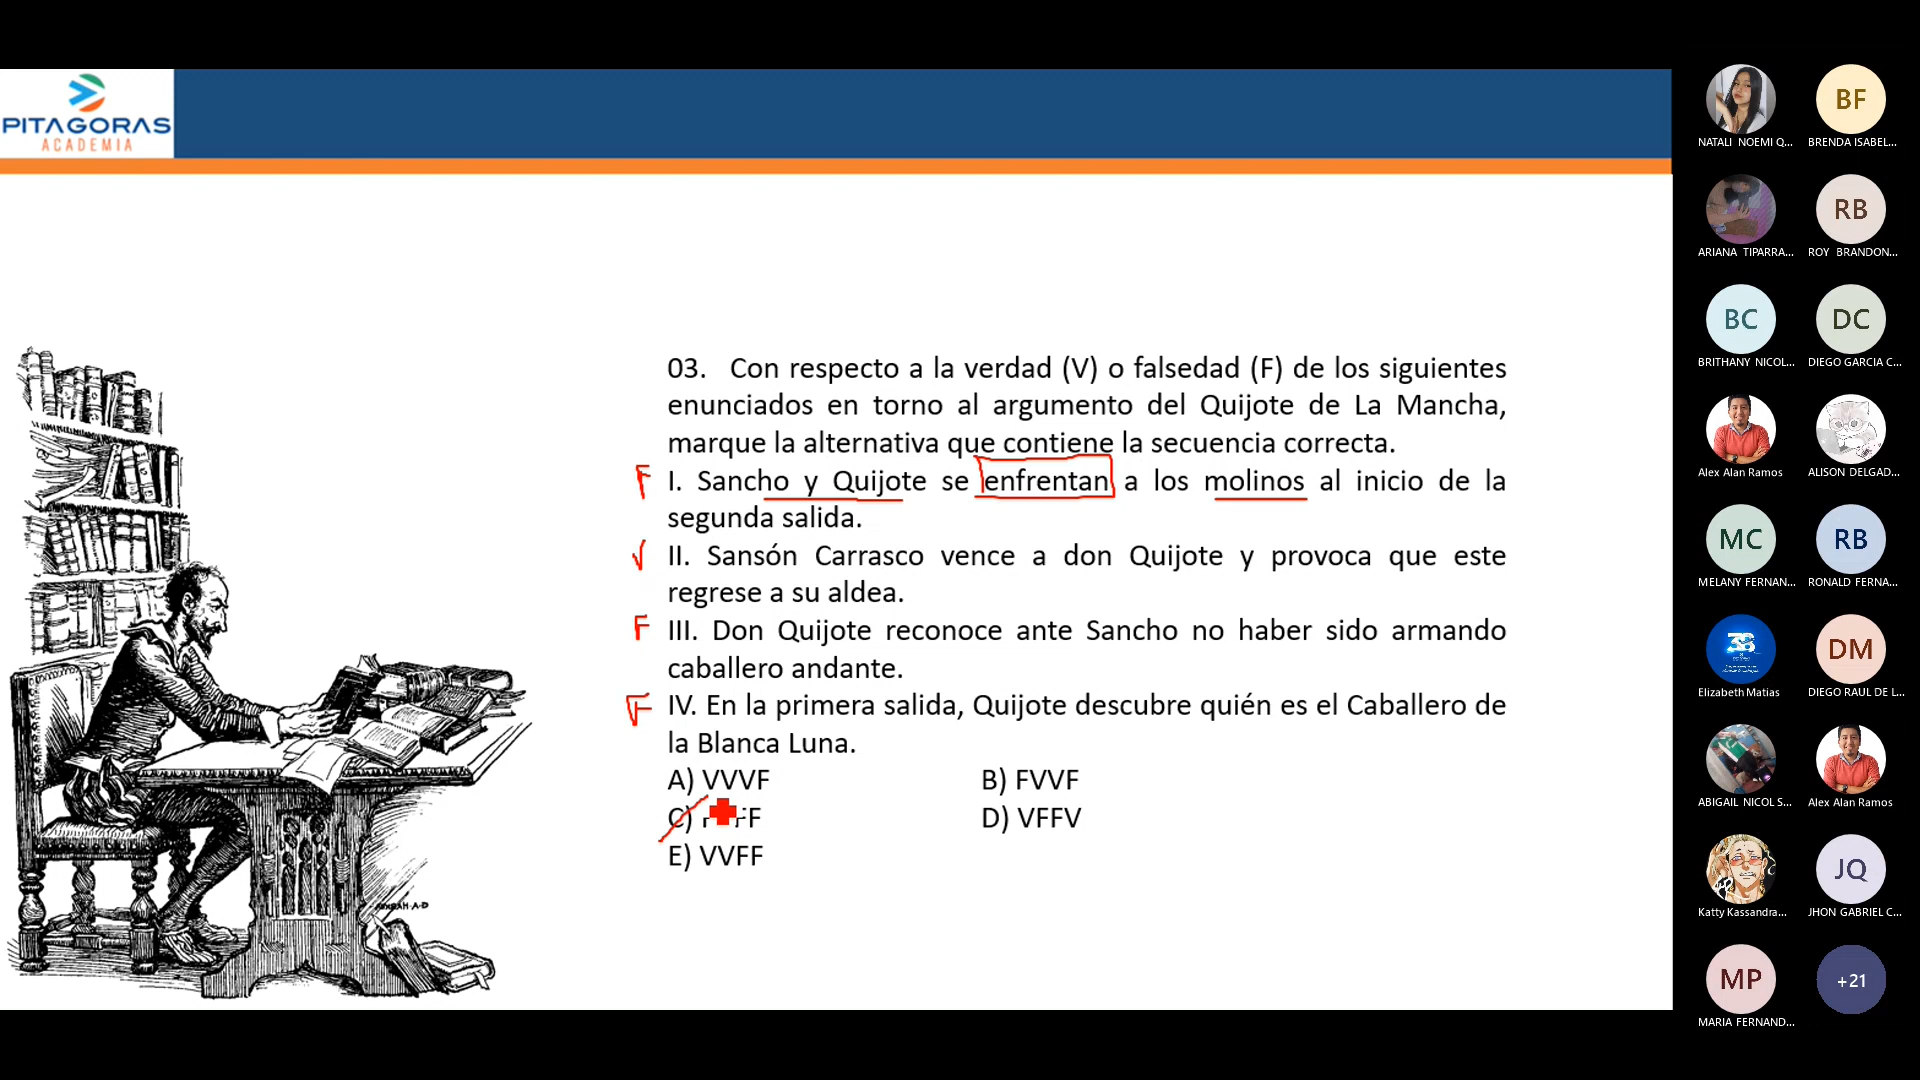 PITAGORAS
ACADEMIA
03. Con respecto a la verdad (V) o falsedad (F) de los siguientes
enunciados en torno al argumento del Quijote de La Mancha,
marque la alternativa que contiene la secuencia correcta.
F I. Sancho y Quijote se enfrentan a los molinos al inicio de la
segunda salida.
V II. Sansón Carrasco vence a don Quijote y provoca que este
regrese a su aldea.
F III. Don Quijote reconoce ante Sancho no haber sido armando
caballero andante.
F IV. En la primera salida, Quijote descubre quién es el Caballero de
la Blanca Luna.
A) VVVF B) FVVF
C) FF D) VFFV
E) VVFF
NATALI NOEMI Q...
BF
BRENDA ISABEL...
ARIANA TIPARRA...
RB
ROY BRANDON...
BC
BRITHANY NICOL...
DC
DIEGO GARCIA C...
Alex Alan Ramos
ALISON DELGAD...
MC
MELANY FERNAN...
RB
RONALD FERNA...
38
Elizabeth Matias
DM
DIEGO RAUL DE L...
ABIGAIL NICOL S...
Alex Alan Ramos
Katty Kassandra...
JQ
JHON GABRIEL C...
MP
MARIA FERNAND...
+21